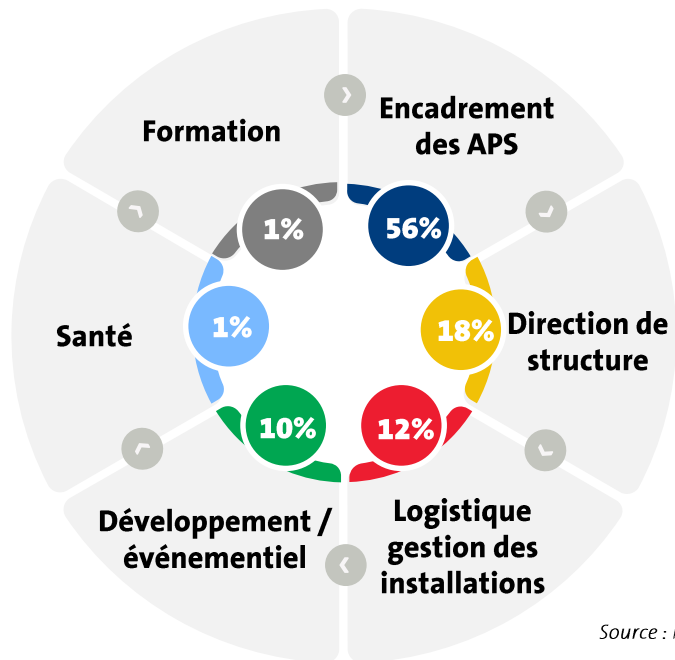 Encadrement
des APS
56%
Direction de
structure
18%
Logistique
gestion des
installations
12%
Développement /
événementiel
10%
Santé
1%
Formation
1%
Source :